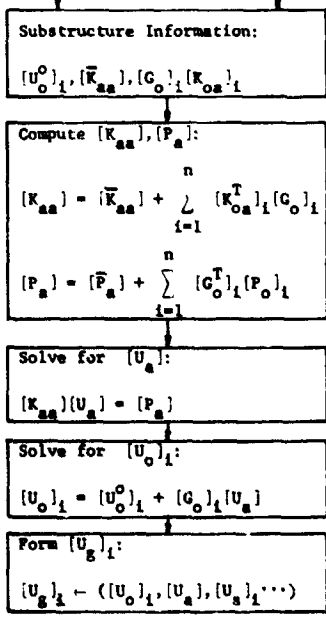 Substructure Information:
[U_o^o]_i,[K̅_aa],[G_o]_i[K_oa]_i
Compute [K_aa],[P_a]:
[K_aa] = [K̅_aa] + ∑_{i=1}^{n} [K_oa^T]_i[G_o]_i
[P_a] = [P̅_a] + ∑_{i=1}^{n} [G_o^T]_i[P_o]_i
Solve for [U_a]:
[K_aa]{U_a} = [P_a}
Solve for [U_o]_i:
[U_o]_i = [U_o^o]_i + [G_o]_i[U_a]
Form [U_g]_i:
[U_g]_i ← ([U_o]_i,[U_a],[U_s]_i...)